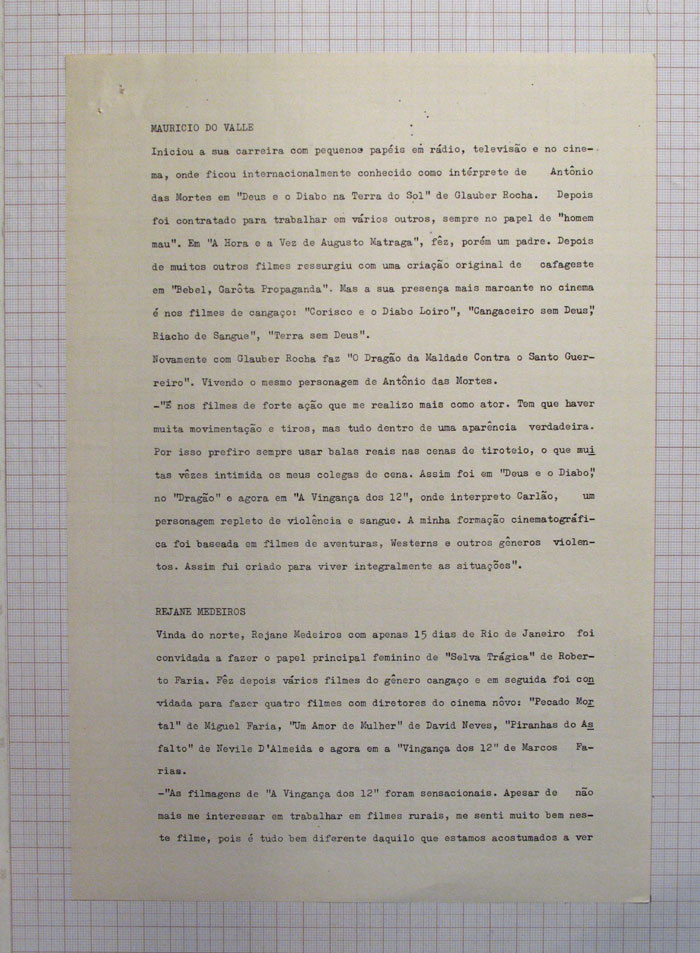 MAURICIO DO VALLE
Iniciou a sua carreira com pequenos papéis em rádio, televisão e no cine-
ma, onde ficou internacionalmente conhecido como intérprete de Antônio
das Mortes em "Deus e o Diabo na Terra do Sol" de Glauber Rocha. Depois
foi contratado para trabalhar em vários outros, sempre no papel de "homem
mau". Em "A Hora e a Vez de Augusto Matraga", fêz, porém um padre. Depois
de muitos outros filmes ressurgiu com uma criação original de cafageste
em "Bebel, Garôta Propaganda". Mas a sua presença mais marcante no cinema
é nos filmes de cangaço: "Corisco e o Diabo Loiro", "Cangaceiro sem Deus",
Riacho de Sangue", "Terra sem Deus".
Novamente com Glauber Rocha faz "O Dragão da Maldade Contra o Santo Guer-
reiro". Vivendo o mesmo personagem de Antônio das Mortes.
-"É nos filmes de forte ação que me realizo mais como ator. Tem que haver
muita movimentação e tiros, mas tudo dentro de uma aparência verdadeira.
Por isso prefiro sempre usar balas reais nas cenas de tiroteio, o que mui
tas vêzes intimida os meus colegas de cena. Assim foi em "Deus e o Diabo",
no "Dragão" e agora em "A Vingança dos 12", onde interpreto Carlão, um
personagem repleto de violência e sangue. A minha formação cinematográfi-
ca foi baseada em filmes de aventuras, Westerns e outros gêneros violen-
tos. Assim fui criado para viver integralmente as situações".
REJANE MEDEIROS
Vinda do norte, Rejane Medeiros com apenas 15 dias de Rio de Janeiro foi
convidada a fazer o papel principal feminino de "Selva Trágica" de Rober-
to Faria. Fêz depois vários filmes do gênero cangaço e em seguida foi con
vidada para fazer quatro filmes com diretores do cinema nôvo: "Pecado Mor
tal" de Miguel Faria, "Um Amor de Mulher" de David Neves, "Piranhas do As
falto" de Nevile D'Almeida e agora em a "Vingança dos 12" de Marcos Fa-
rias.
-"As filmagens de "A Vingança dos 12" foram sensacionais. Apesar de não
mais me interessar em trabalhar em filmes rurais, me senti muito bem nes-
te filme, pois é tudo bem diferente daquilo que estamos acostumados a ver